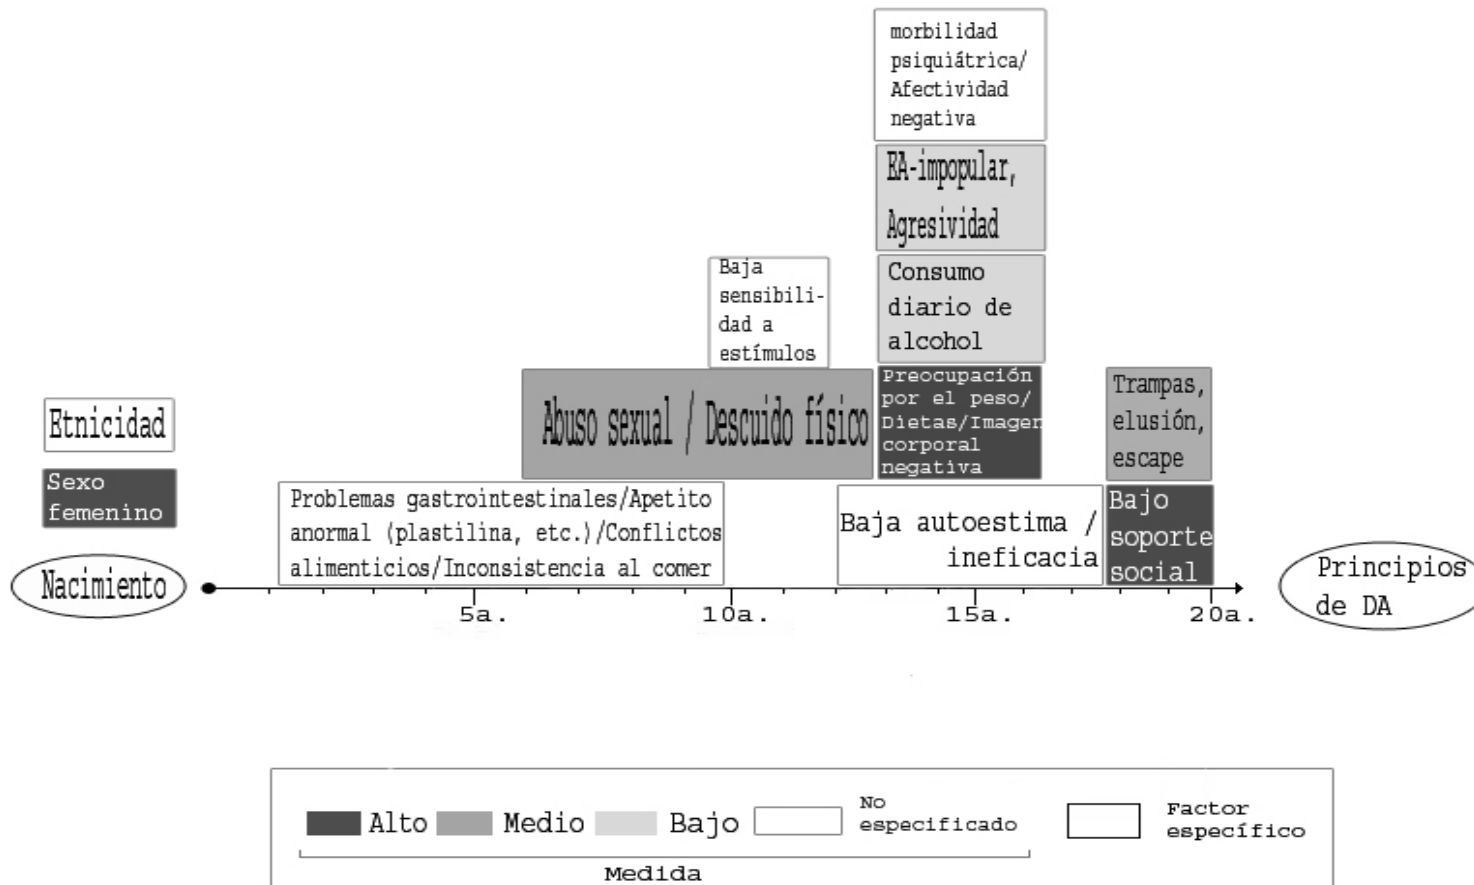 morbilidad
psiquiátrica/
Afectividad
negativa
EA-impopular,
Agresividad
Baja
sensibili-
dad a
estímulos
Consumo
diario de
alcohol
Etnicidad
Sexo
femenino
Abuso sexual / Descuido físico
Preocupación
por el peso/
Dietas/Imagen
corporal
negativa
Trampas,
elusión,
escape
Problemas gastrointestinales/Apetito
anormal (plastilina, etc.)/Conflictos
alimenticios/Inconsistencia al comer
Baja autoestima /
ineficacia
Bajo
soporte
social
Nacimiento
Principios
de DA
5a.
10a.
15a.
20a.
Alto
Medio
Bajo
No
especificado
Factor
específico
Medida